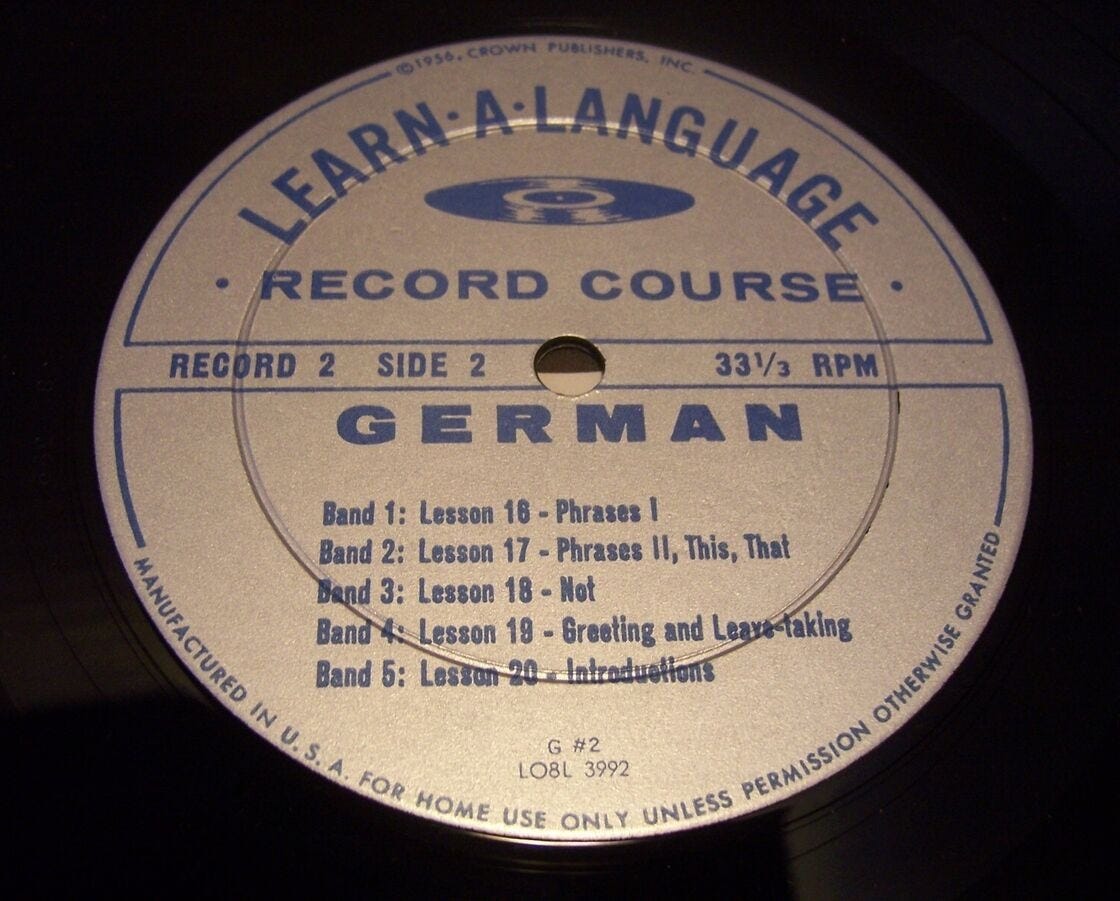 ©1956, CROWN PUBLISHERS, INC.
LEARN·A·LANGUAGE
· RECORD COURSE ·
RECORD 2 SIDE 2 33⅓ RPM
GERMAN
Band 1: Lesson 16 - Phrases I
Band 2: Lesson 17 - Phrases II, This, That
Band 3: Lesson 18 - Not
Band 4: Lesson 19 - Greeting and Leave-taking
Band 5: Lesson 20 - Introductions
G #2
LO8L 3992
MANUFACTURED IN U. S. A. FOR HOME USE ONLY UNLESS PERMISSION OTHERWISE GRANTED